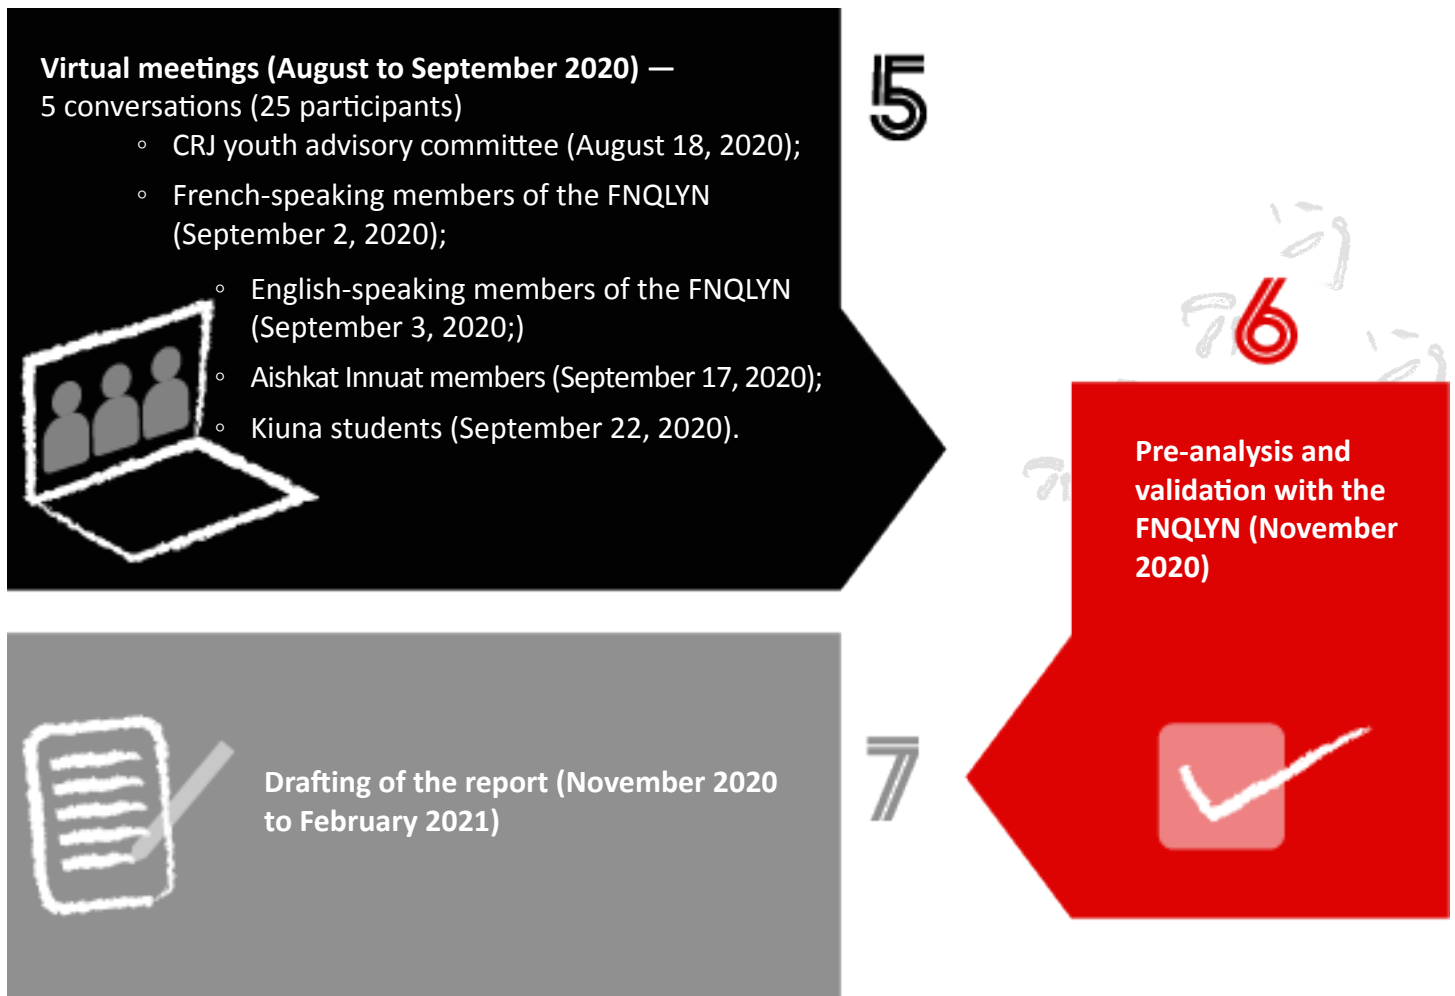 Virtual meetings (August to September 2020) —
5 conversations (25 participants)
◦ CRJ youth advisory committee (August 18, 2020);
◦ French-speaking members of the FNQLYN
(September 2, 2020);
◦ English-speaking members of the FNQLYN
(September 3, 2020;)
◦ Aishkat Innuat members (September 17, 2020);
◦ Kiuna students (September 22, 2020).
5
6
Pre-analysis and
validation with the
FNQLYN (November
2020)
Drafting of the report (November 2020
to February 2021)
7